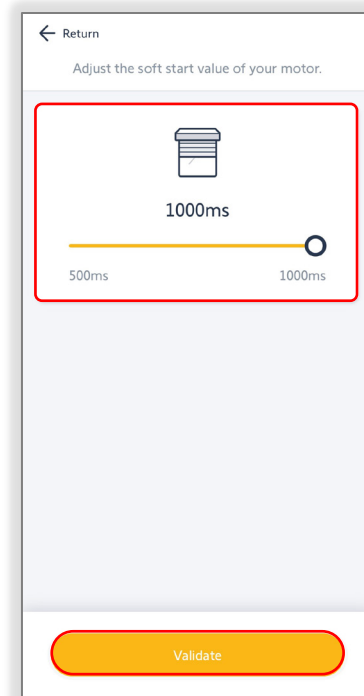 Return
Adjust the soft start value of your motor.
1000ms
500ms 1000ms
Validate